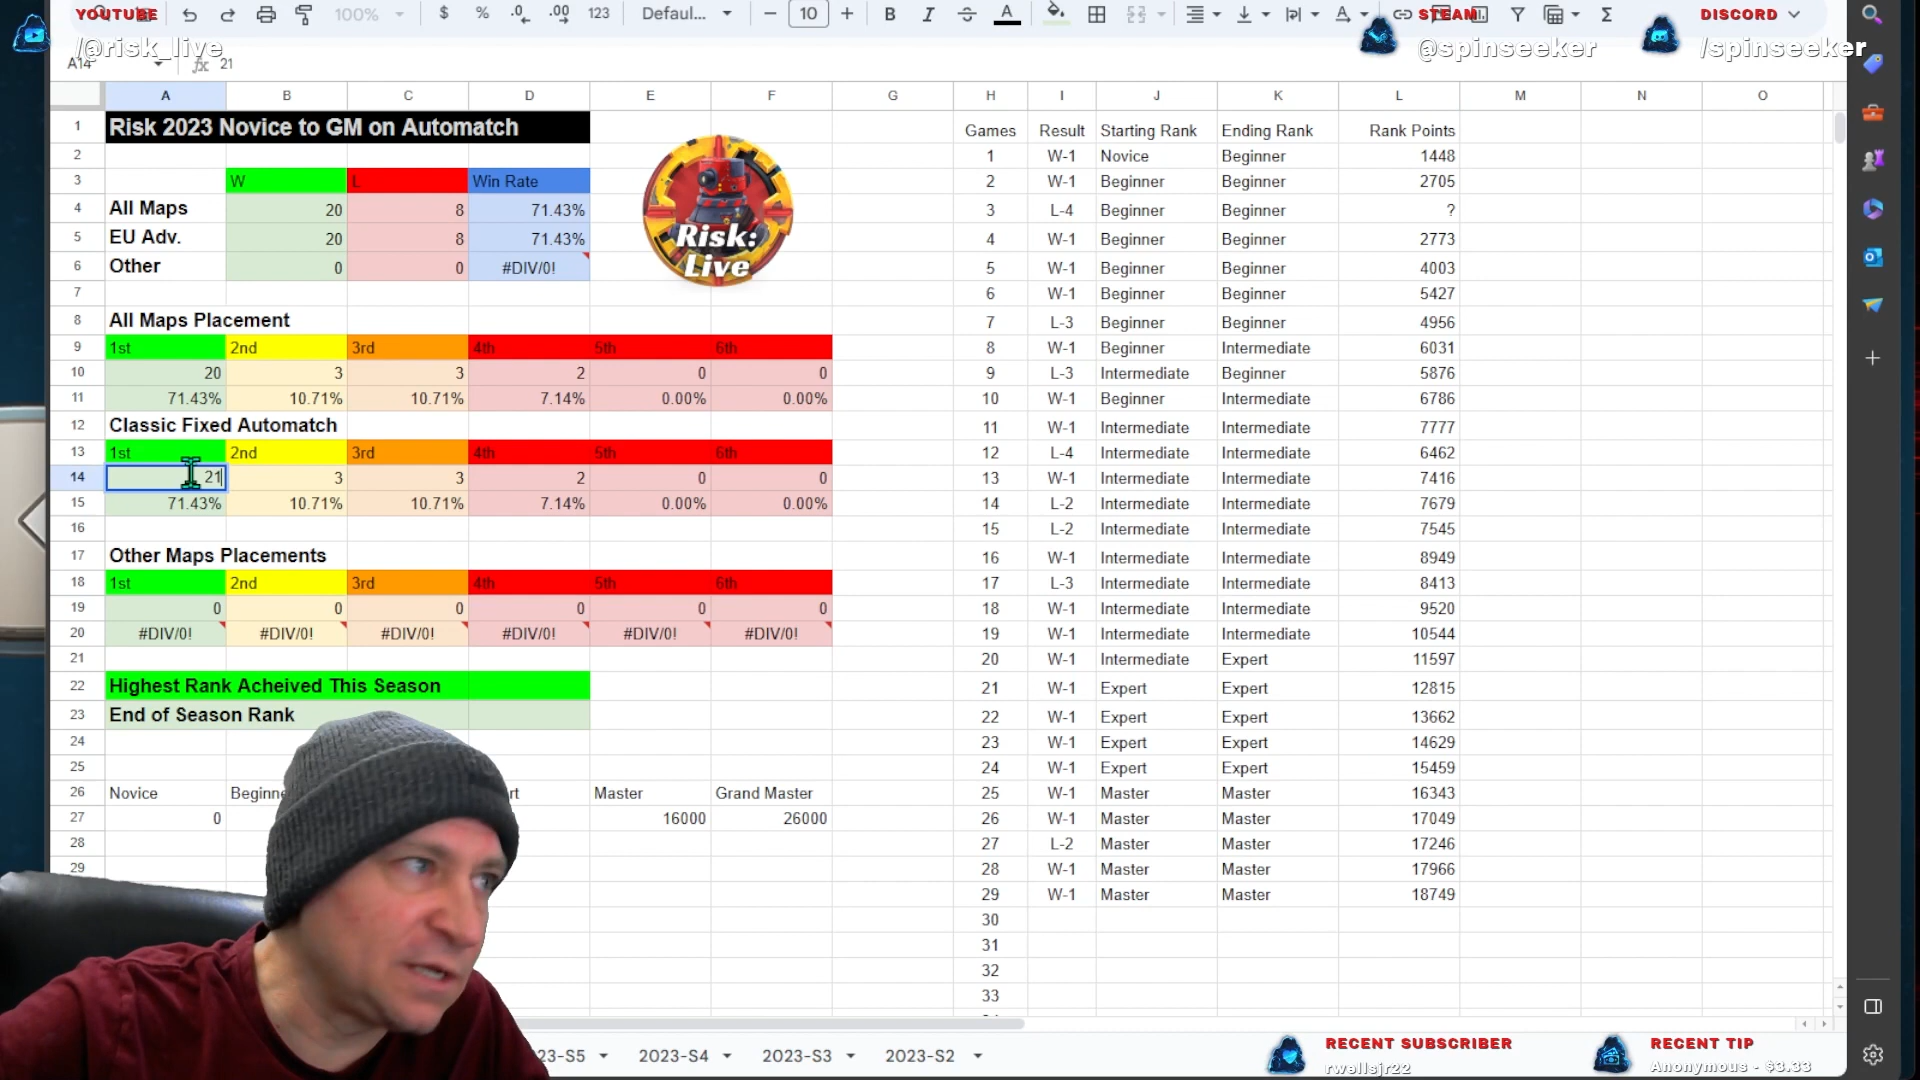 YOUTUBE
/@risk_live
STEAM
@spinseeker
DISCORD
/spinseeker
100% $ % .0 .00 123 Defaul... 10 B I A
A14 fx 21
A B C D E F G H I J K L M N O
1 Risk 2023 Novice to GM on Automatch Games Result Starting Rank Ending Rank Rank Points
2 1 W-1 Novice Beginner 1448
3 W L Win Rate 2 W-1 Beginner Beginner 2705
4 All Maps 20 8 71.43% 3 L-4 Beginner Beginner ?
5 EU Adv. 20 8 71.43% 4 W-1 Beginner Beginner 2773
6 Other 0 0 #DIV/0! 5 W-1 Beginner Beginner 4003
Risk:
Live
7 6 W-1 Beginner Beginner 5427
8 All Maps Placement 7 L-3 Beginner Beginner 4956
9 1st 2nd 3rd 4th 5th 6th 8 W-1 Beginner Intermediate 6031
10 20 3 3 2 0 0 9 L-3 Intermediate Beginner 5876
11 71.43% 10.71% 10.71% 7.14% 0.00% 0.00% 10 W-1 Beginner Intermediate 6786
12 Classic Fixed Automatch 11 W-1 Intermediate Intermediate 7777
13 1st 2nd 3rd 4th 5th 6th 12 L-4 Intermediate Intermediate 6462
14 21 3 3 2 0 0 13 W-1 Intermediate Intermediate 7416
15 71.43% 10.71% 10.71% 7.14% 0.00% 0.00% 14 L-2 Intermediate Intermediate 7679
16 15 L-2 Intermediate Intermediate 7545
17 Other Maps Placements 16 W-1 Intermediate Intermediate 8949
18 1st 2nd 3rd 4th 5th 6th 17 L-3 Intermediate Intermediate 8413
19 0 0 0 0 0 0 18 W-1 Intermediate Intermediate 9520
20 #DIV/0! #DIV/0! #DIV/0! #DIV/0! #DIV/0! #DIV/0! 19 W-1 Intermediate Intermediate 10544
21 20 W-1 Intermediate Expert 11597
22 Highest Rank Acheived This Season 21 W-1 Expert Expert 12815
23 End of Season Rank 22 W-1 Expert Expert 13662
24 23 W-1 Expert Expert 14629
25 24 W-1 Expert Expert 15459
26 Novice Beginne rt Master Grand Master 25 W-1 Master Master 16343
27 0 16000 26000 26 W-1 Master Master 17049
28 27 L-2 Master Master 17246
29 28 W-1 Master Master 17966
29 W-1 Master Master 18749
30
31
32
33
23-S5 2023-S4 2023-S3 2023-S2
RECENT SUBSCRIBER
rwellsjr22
RECENT TIP
Anonymous - $3.33